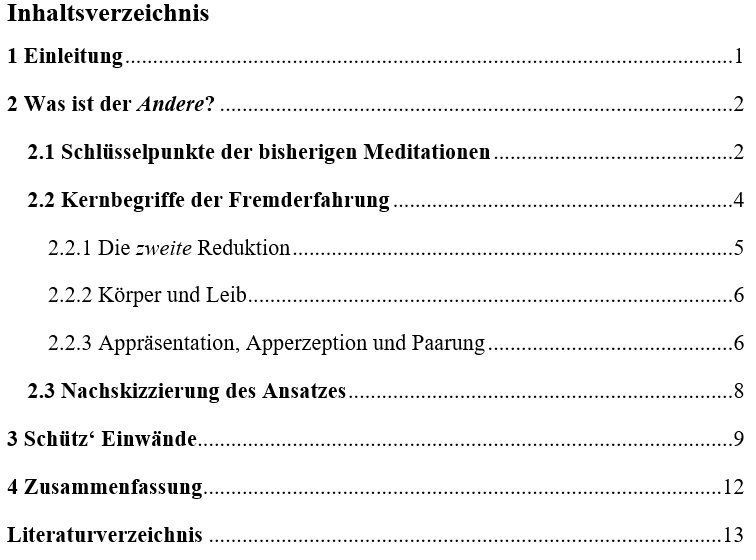 Inhaltsverzeichnis
1 Einleitung........1
2 Was ist der Andere? ........2
2.1 Schlüsselpunkte der bisherigen Meditationen........2
2.2 Kernbegriffe der Fremderfahrung........4
2.2.1 Die zweite Reduktion........5
2.2.2 Körper und Leib........6
2.2.3 Appräsentation, Apperzeption und Paarung........6
2.3 Nachskizzierung des Ansatzes........8
3 Schütz‘ Einwände........9
4 Zusammenfassung........12
Literaturverzeichnis ........13